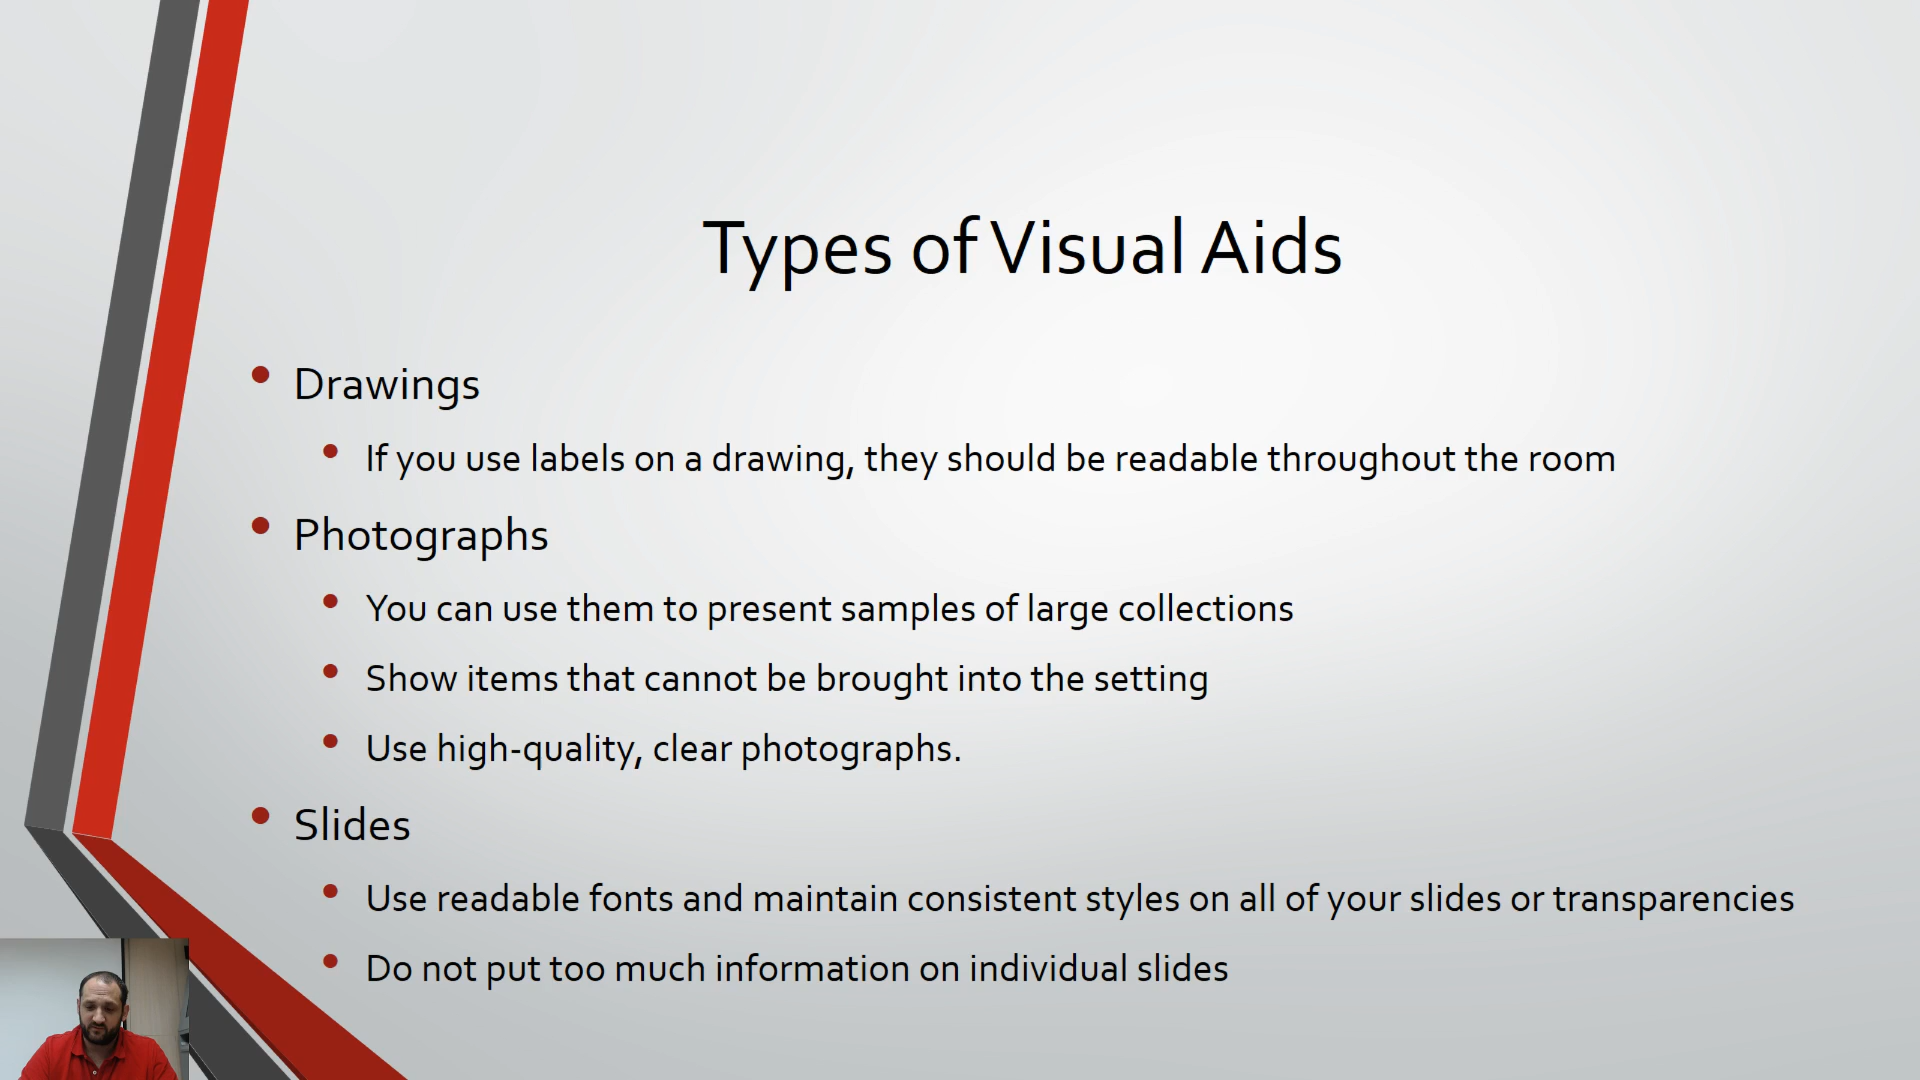 Types of Visual Aids
Drawings
If you use labels on a drawing, they should be readable throughout the room
Photographs
You can use them to present samples of large collections
Show items that cannot be brought into the setting
Use high-quality, clear photographs.
Slides
Use readable fonts and maintain consistent styles on all of your slides or transparencies
Do not put too much information on individual slides